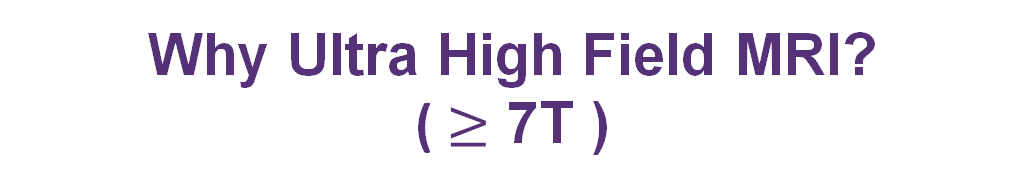 Why Ultra High Field MRI?
( ≥ 7T )